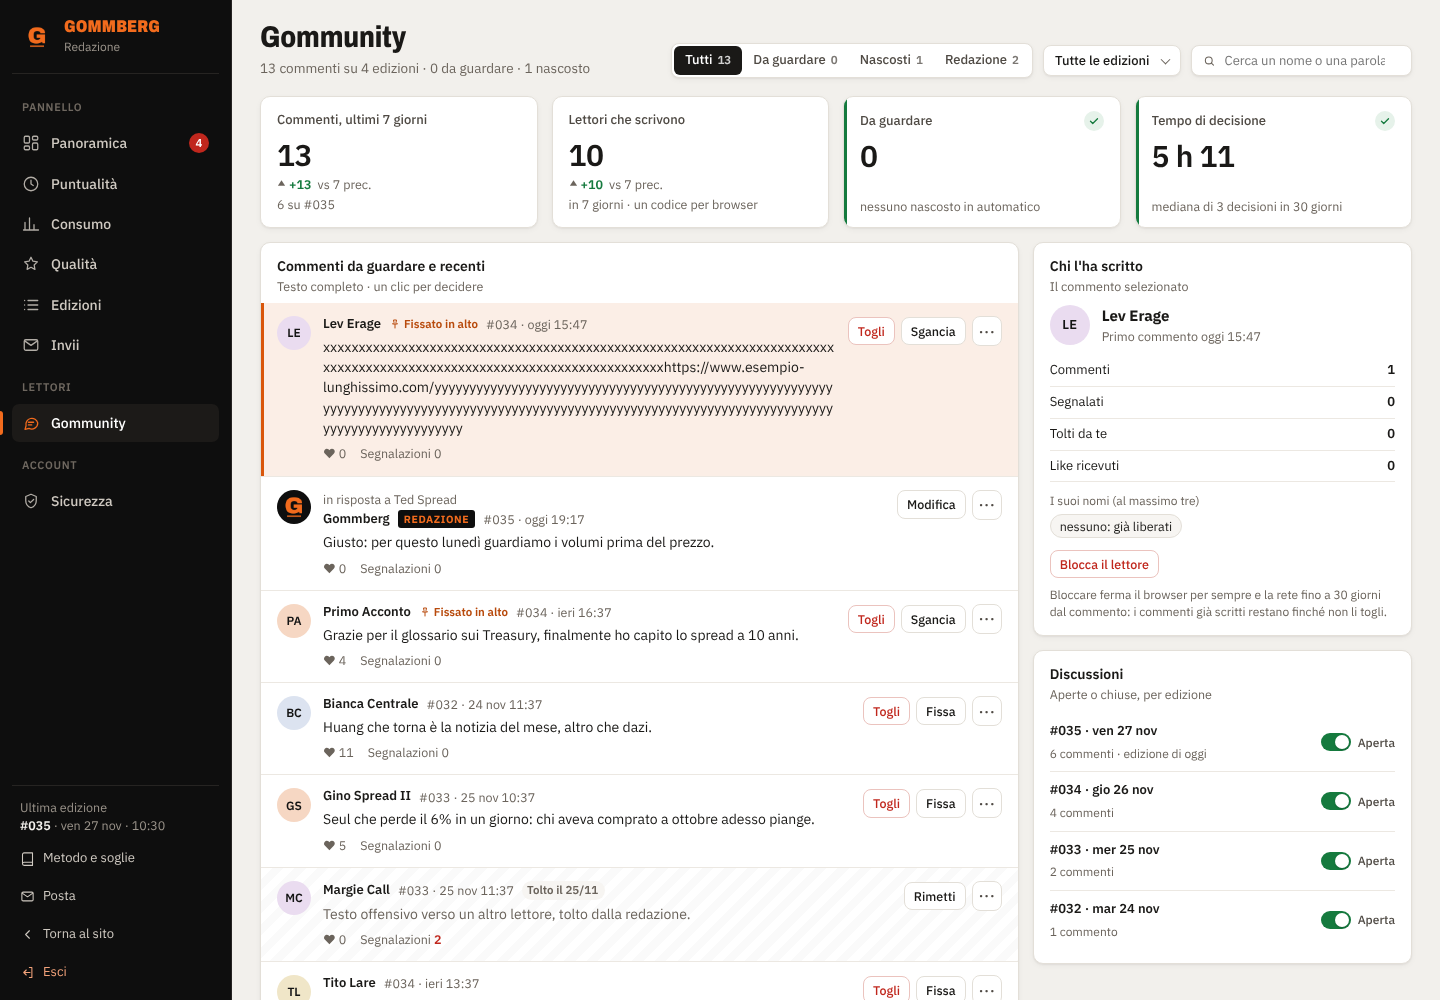 GOMMBERG
Redazione
PANNELLO
Panoramica 4
Puntualità
Consumo
Qualità
Edizioni
Invii
LETTORI
Gommunity
ACCOUNT
Sicurezza
Ultima edizione
#035 · ven 27 nov · 10:30
Metodo e soglie
Posta
Torna al sito
Esci
Gommunity
13 commenti su 4 edizioni · 0 da guardare · 1 nascosto
Tutti 13 Da guardare 0 Nascosti 1 Redazione 2
Tutte le edizioni
Cerca un nome o una parola
Commenti, ultimi 7 giorni
13
+13 vs 7 prec.
6 su #035
Lettori che scrivono
10
+10 vs 7 prec.
in 7 giorni · un codice per browser
Da guardare
0
nessuno nascosto in automatico
Tempo di decisione
5 h 11
mediana di 3 decisioni in 30 giorni
Commenti da guardare e recenti
Testo completo · un clic per decidere
LE Lev Erage Fissato in alto #034 · oggi 15:47 Togli Sgancia
https://www.esempio-
lunghissimo.com/
0 Segnalazioni 0
in risposta a Ted Spread
Gommberg REDAZIONE #035 · oggi 19:17 Modifica
Giusto: per questo lunedì guardiamo i volumi prima del prezzo.
0 Segnalazioni 0
PA Primo Acconto Fissato in alto #034 · ieri 16:37 Togli Sgancia
Grazie per il glossario sui Treasury, finalmente ho capito lo spread a 10 anni.
4 Segnalazioni 0
BC Bianca Centrale #032 · 24 nov 11:37 Togli Fissa
Huang che torna è la notizia del mese, altro che dazi.
11 Segnalazioni 0
GS Gino Spread II #033 · 25 nov 10:37 Togli Fissa
Seul che perde il 6% in un giorno: chi aveva comprato a ottobre adesso piange.
5 Segnalazioni 0
MC Margie Call #033 · 25 nov 11:37 Tolto il 25/11 Rimetti
Testo offensivo verso un altro lettore, tolto dalla redazione.
0 Segnalazioni 2
TL Tito Lare #034 · ieri 13:37 Togli Fissa
Chi l'ha scritto
Il commento selezionato
LE Lev Erage
Primo commento oggi 15:47
Commenti 1
Segnalati 0
Tolti da te 0
Like ricevuti 0
I suoi nomi (al massimo tre)
nessuno: già liberati
Blocca il lettore
Bloccare ferma il browser per sempre e la rete fino a 30 giorni
dal commento: i commenti già scritti restano finché non li togli.
Discussioni
Aperte o chiuse, per edizione
#035 · ven 27 nov
6 commenti · edizione di oggi
Aperta
#034 · gio 26 nov
4 commenti
Aperta
#033 · mer 25 nov
2 commenti
Aperta
#032 · mar 24 nov
1 commento
Aperta